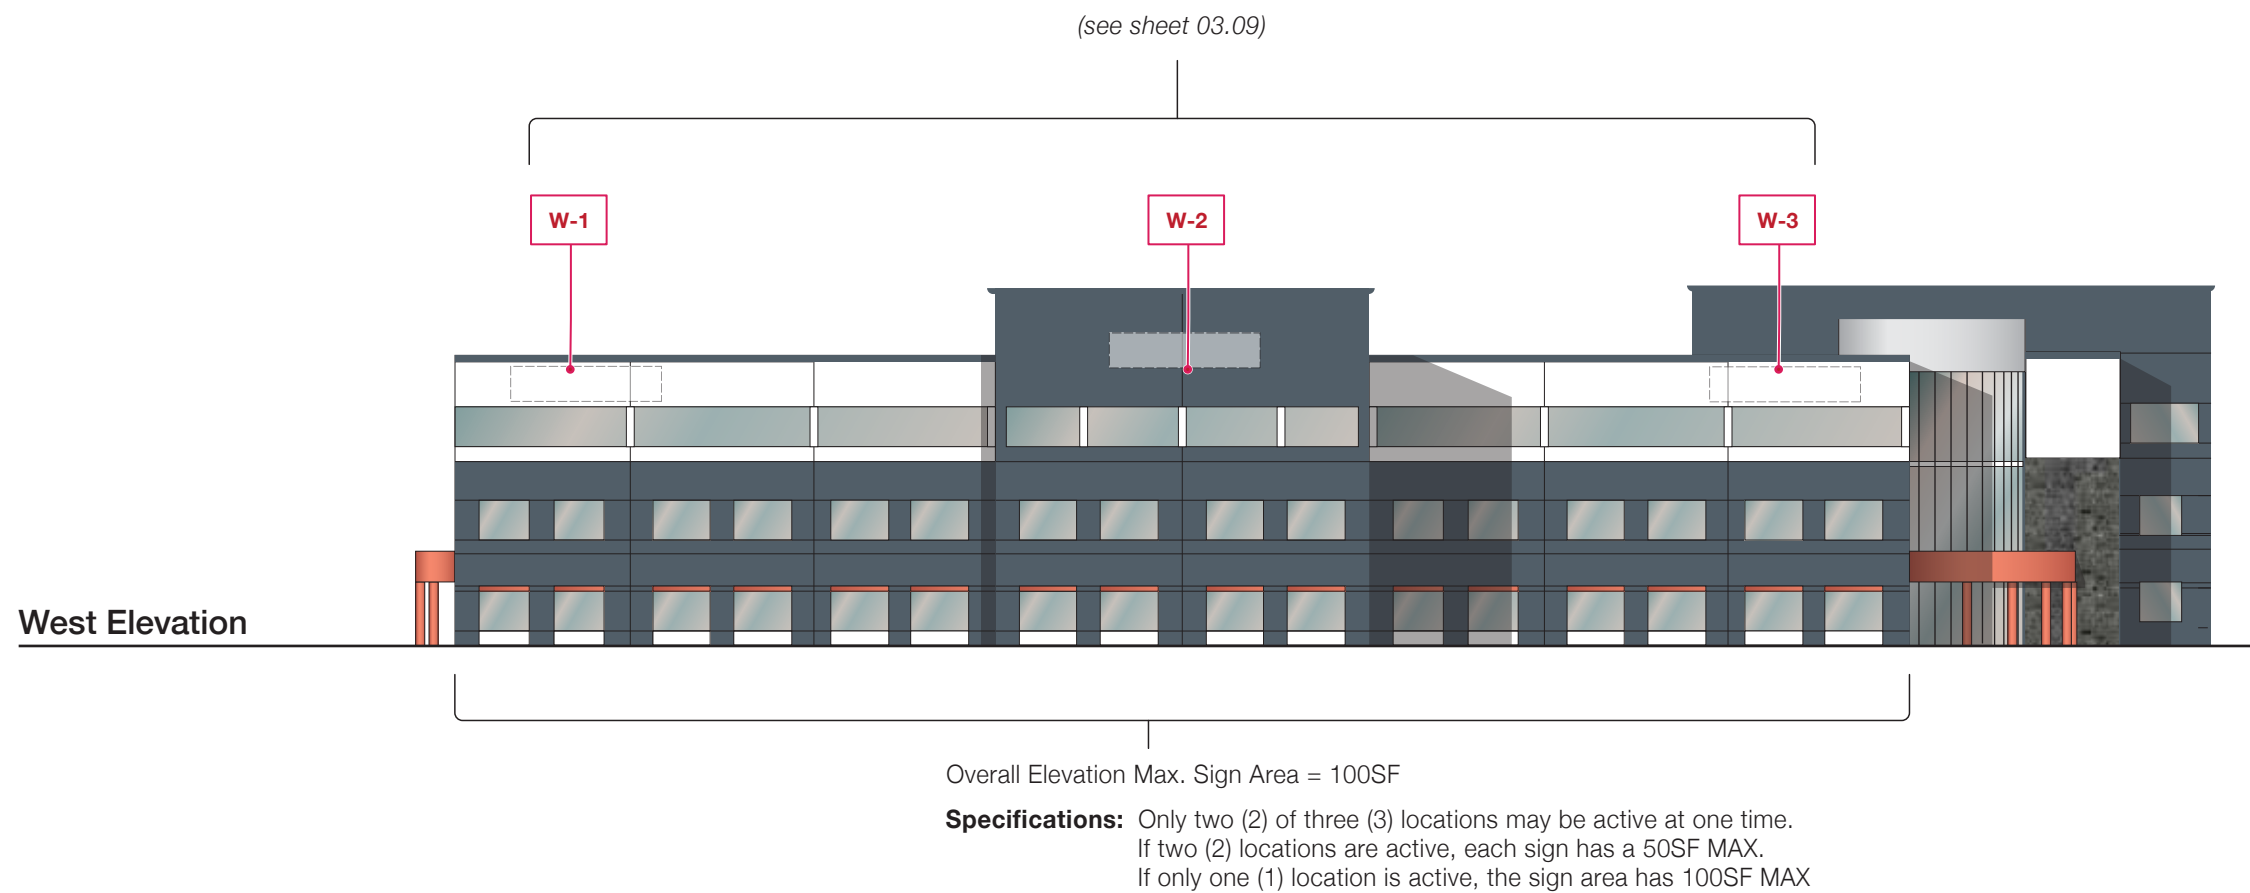 (see sheet 03.09)
W-1
W-2
W-3
West Elevation
Overall Elevation Max. Sign Area = 100SF
Specifications: Only two (2) of three (3) locations may be active at one time.
If two (2) locations are active, each sign has a 50SF MAX.
If only one (1) location is active, the sign area has 100SF MAX